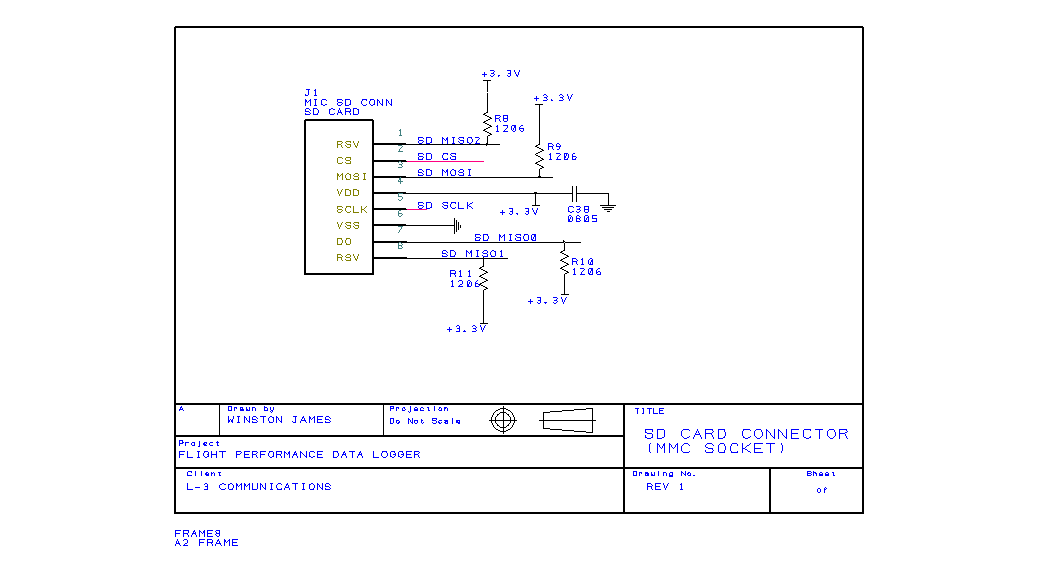 +3.3V
J1
MIC SD CONN
SD CARD
+3.3V
R8
1206
1
RSV
SD MISO2
R9
1206
2
CS
SD CS
3
MOSI
SD MOSI
4
VDD
+3.3V
C38
0805
5
SCLK
SD SCLK
6
VSS
7
DO
SD MISO0
8
RSV
SD MISO1
R10
1206
R11
1206
+3.3V
+3.3V
A
Drawn by
WINSTON JAMES
Projection
Do Not Scale
TITLE
SD CARD CONNECTOR
(MMC SOCKET)
Project
FLIGHT PERFORMANCE DATA LOGGER
Client
L-3 COMMUNICATIONS
Drawing No.
REV 1
Sheet
of
FRAME8
A2 FRAME